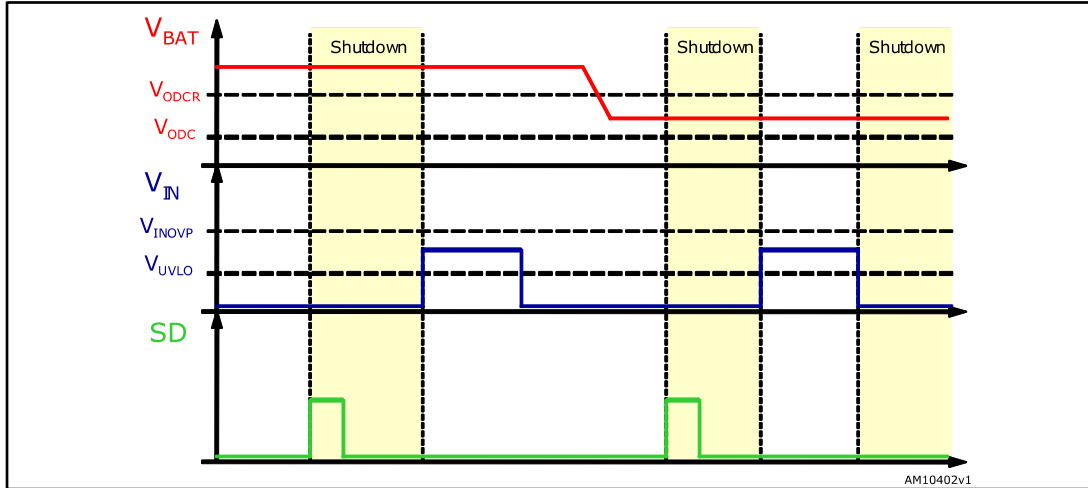 VBAT
Shutdown
Shutdown
Shutdown
VODCR
VODC
VIN
VINOVP
VUVLO
SD
AM10402v1